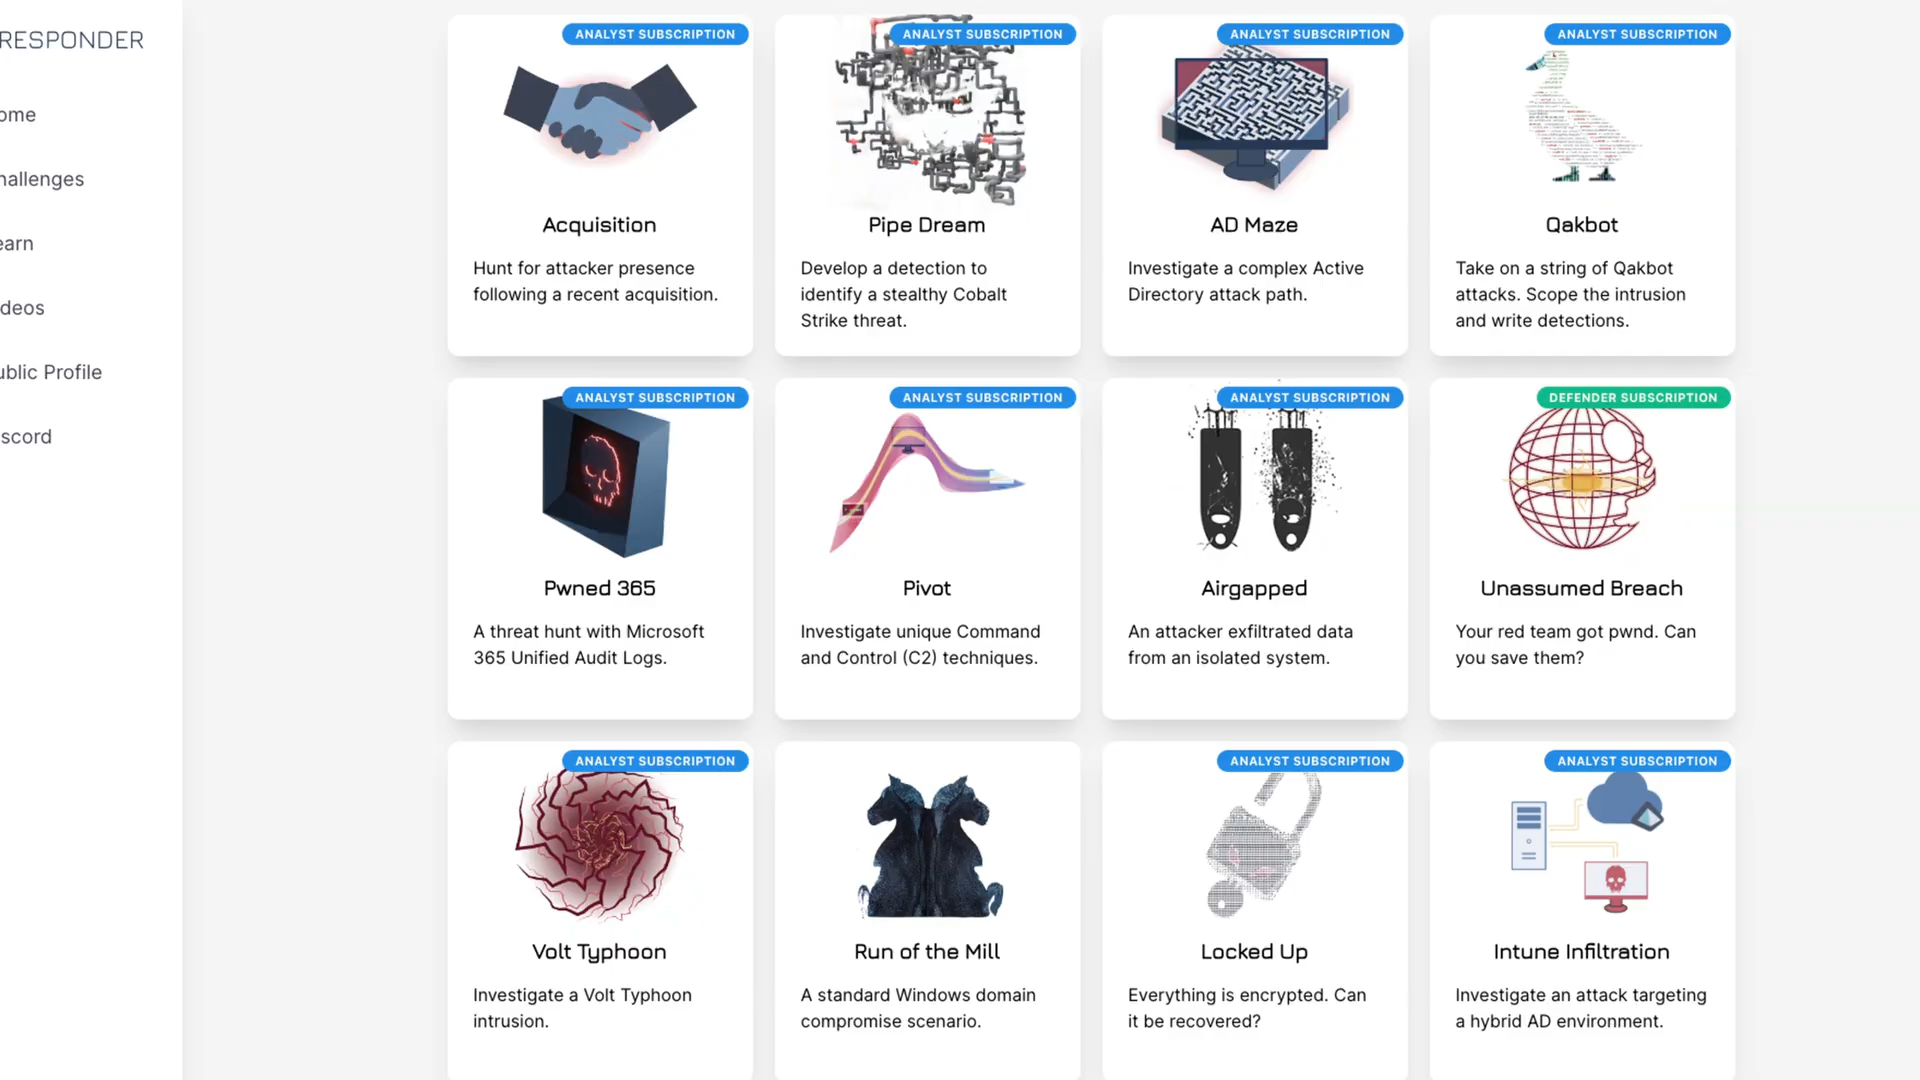 RESPONDER
ome
hallenges
earn
deos
ublic Profile
scord
ANALYST SUBSCRIPTION
Acquisition
Hunt for attacker presence
following a recent acquisition.
ANALYST SUBSCRIPTION
Pipe Dream
Develop a detection to
identify a stealthy Cobalt
Strike threat.
ANALYST SUBSCRIPTION
AD Maze
Investigate a complex Active
Directory attack path.
ANALYST SUBSCRIPTION
Qakbot
Take on a string of Qakbot
attacks. Scope the intrusion
and write detections.
ANALYST SUBSCRIPTION
Pwned 365
A threat hunt with Microsoft
365 Unified Audit Logs.
ANALYST SUBSCRIPTION
Pivot
Investigate unique Command
and Control (C2) techniques.
ANALYST SUBSCRIPTION
Airgapped
An attacker exfiltrated data
from an isolated system.
DEFENDER SUBSCRIPTION
Unassumed Breach
Your red team got pwnd. Can
you save them?
ANALYST SUBSCRIPTION
Volt Typhoon
Investigate a Volt Typhoon
intrusion.
Run of the Mill
A standard Windows domain
compromise scenario.
ANALYST SUBSCRIPTION
Locked Up
Everything is encrypted. Can
it be recovered?
ANALYST SUBSCRIPTION
Intune Infiltration
Investigate an attack targeting
a hybrid AD environment.